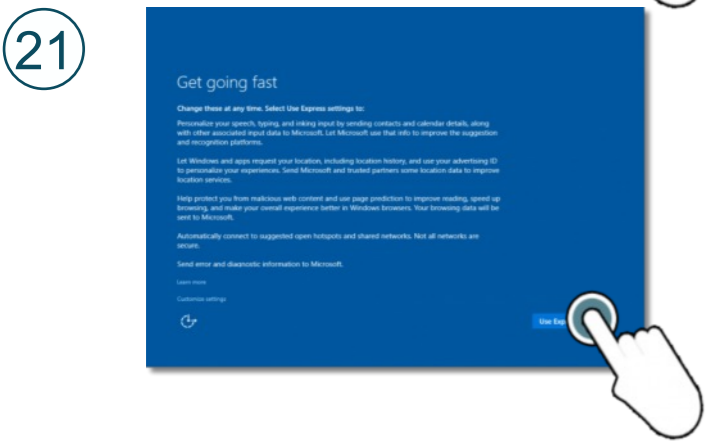 21
Get going fast
Change these at any time. Select Use Express settings to:
Personalize your speech, typing, and inking input by sending contacts and calendar details, along
with other associated input data to Microsoft. Let Microsoft use that info to improve the suggestion
and recognition platforms.
Let Windows and apps request your location, including location history, and use your advertising ID
to personalize your experiences. Send Microsoft and trusted partners some location data to improve
location services.
Help protect you from malicious web content and use page prediction to improve reading, speed up
browsing, and make your overall experience better in Windows browsers. Your browsing data will be
sent to Microsoft.
Automatically connect to suggested open hotspots and shared networks. Not all networks are
secure.
Send error and diagnostic information to Microsoft.
Learn more
Customize settings
Use Exp